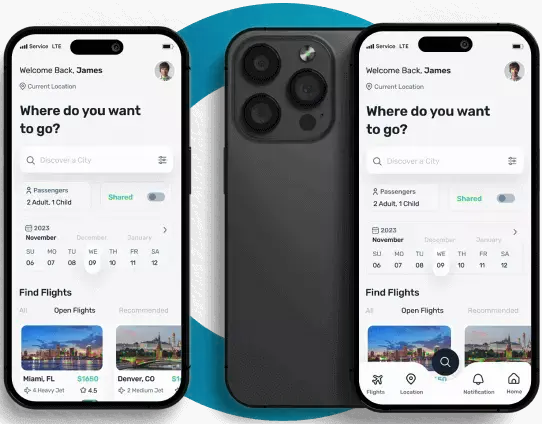 Service LTE
Welcome Back, James
Current Location
Where do you want
to go?
Discover a City
Passengers
2 Adult, 1 Child
Shared
2023
November December January
SU MO TU WE TH FR SA
06 07 08 09 10 11 12
Find Flights
All Open Flights Recommended
Miami, FL $1650
4 Heavy Jet 4.5
Denver, CO
2 Medium Jet
Service LTE
Welcome Back, James
Current Location
Where do you want
to go?
Discover a City
Passengers
2 Adult, 1 Child
Shared
2023
November December January
SU MO TU WE TH FR SA
06 07 08 09 10 11 12
Find Flights
All Open Flights Recommended
Flights Location Notification Home